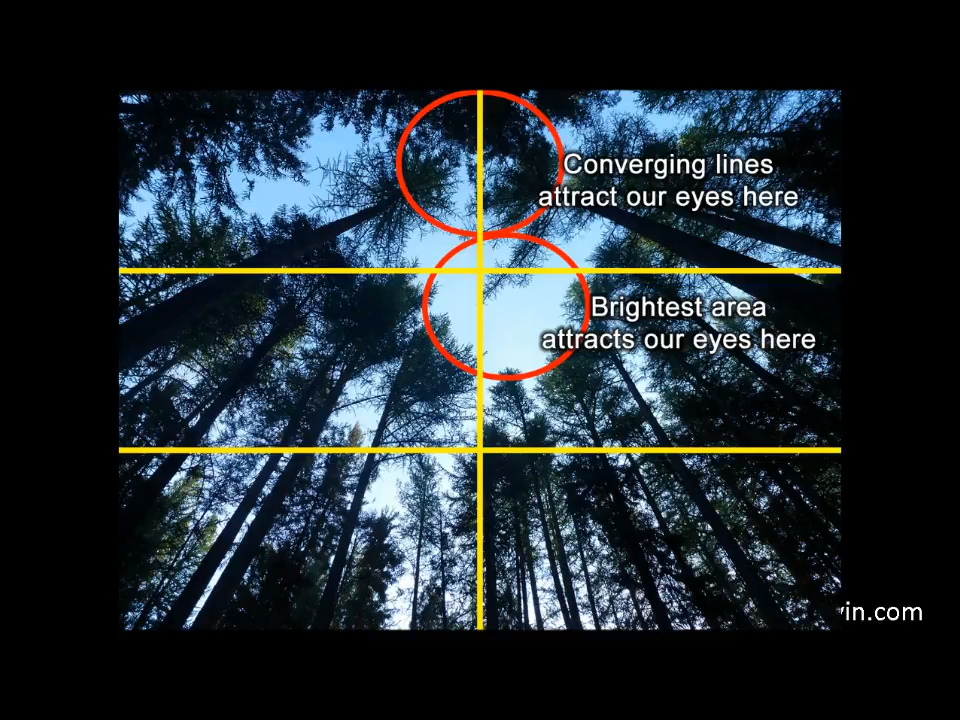 Converging lines
attract our eyes here
Brightest area
attracts our eyes here
vin.com